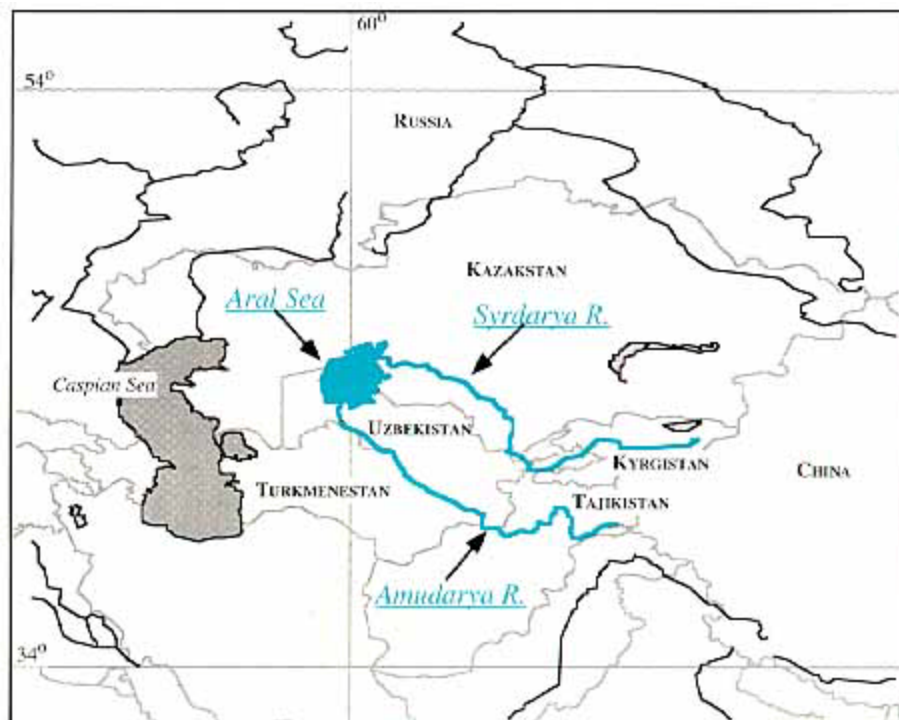 60°
54°
RUSSIA
KAZAKSTAN
Aral Sea
Syrdarya R.
Caspian Sea
UZBEKISTAN
KYRGISTAN
CHINA
TURKMENESTAN
TAJIKISTAN
Amudarya R.
34°